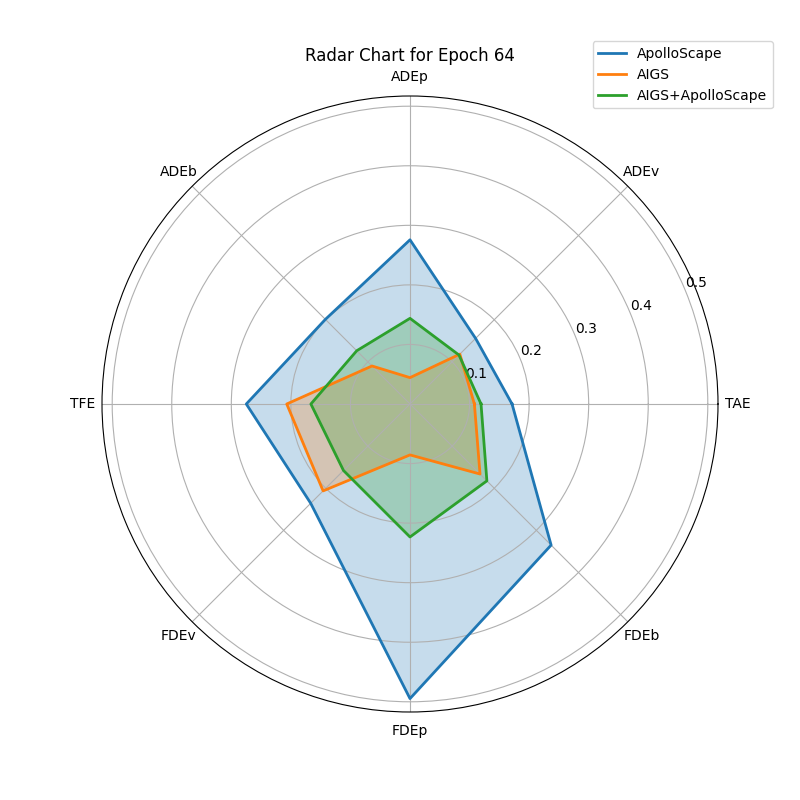 Radar Chart for Epoch 64
ApolloScape
AIGS
AIGS+ApolloScape
ADEp
ADEb
ADEv
0.5
0.4
0.3
0.2
0.1
TFE
TAE
FDEv
FDEb
FDEp